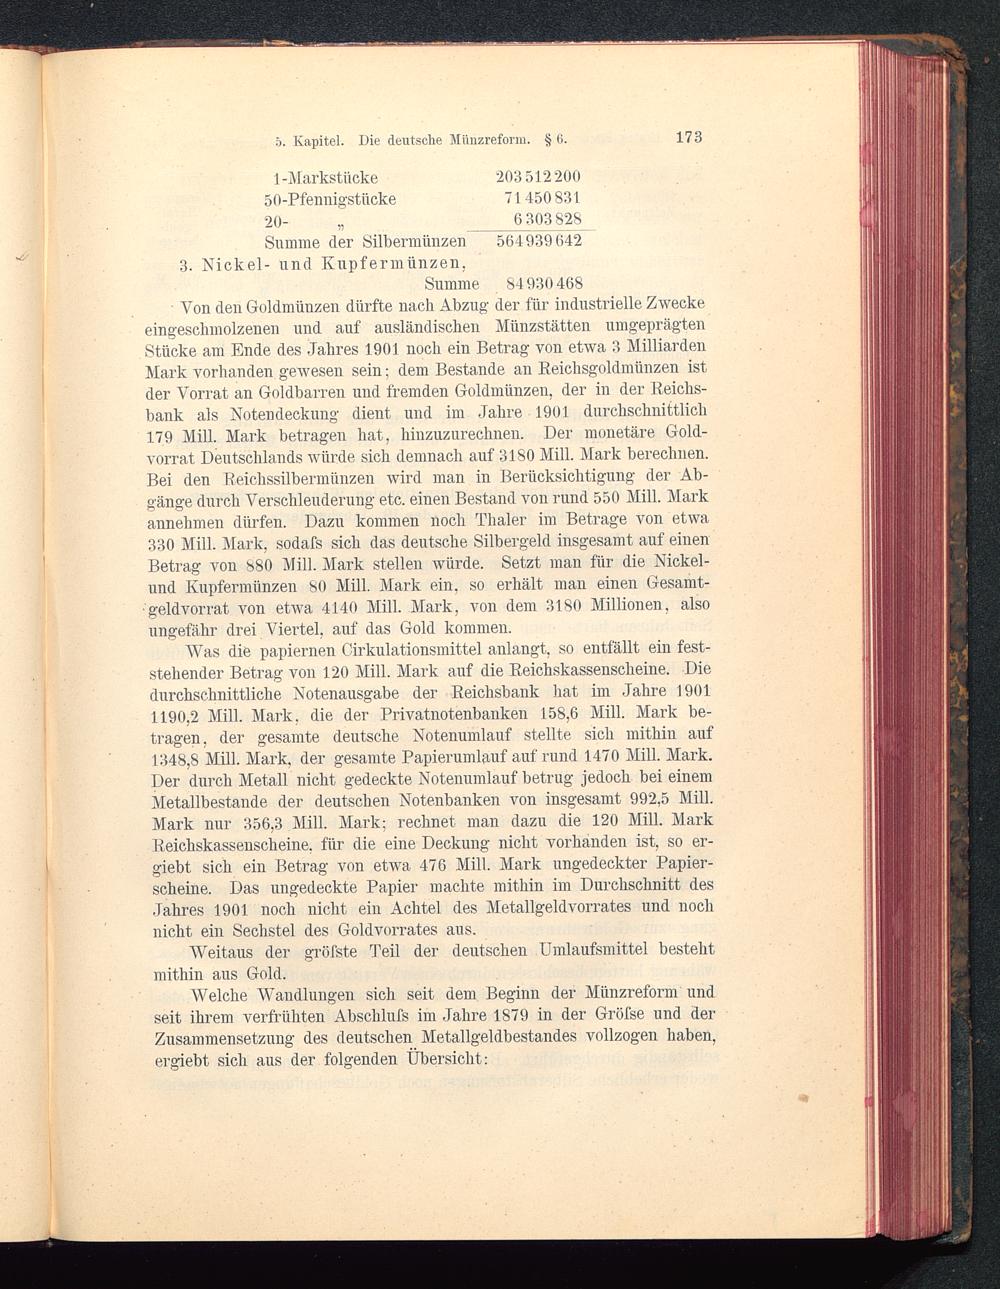 5. Kapitel. Die deutsche Münzreform. § 6. 173
1-Markstücke 203 512 200
50-Pfennigstücke 71 450 831
20- „ 6 303 828
Summe der Silbermünzen 564 939 642
3. Nickel- und Kupfermünzen,
Summe 84 930 468
Von den Goldmünzen dürfte nach Abzug der für industrielle Zwecke
eingeschmolzenen und auf ausländischen Münzstätten umgeprägten
Stücke am Ende des Jahres 1901 noch ein Betrag von etwa 3 Milliarden
Mark vorhanden gewesen sein; dem Bestande an Reichsgoldmünzen ist
der Vorrat an Goldbarren und fremden Goldmünzen, der in der Reichs-
bank als Notendeckung dient und im Jahre 1901 durchschnittlich
179 Mill. Mark betragen hat, hinzuzurechnen. Der monetäre Gold-
vorrat Deutschlands würde sich demnach auf 3180 Mill. Mark berechnen.
Bei den Reichssilbermünzen wird man in Berücksichtigung der Ab-
gänge durch Verschleuderung etc. einen Bestand von rund 550 Mill. Mark
annehmen dürfen. Dazu kommen noch Thaler im Betrage von etwa
330 Mill. Mark, sodaſs sich das deutsche Silbergeld insgesamt auf einen
Betrag von 880 Mill. Mark stellen würde. Setzt man für die Nickel-
und Kupfermünzen 80 Mill. Mark ein, so erhält man einen Gesamt-
geldvorrat von etwa 4140 Mill. Mark, von dem 3180 Millionen, also
ungefähr drei Viertel, auf das Gold kommen.
Was die papiernen Cirkulationsmittel anlangt, so entfällt ein fest-
stehender Betrag von 120 Mill. Mark auf die Reichskassenscheine. Die
durchschnittliche Notenausgabe der Reichsbank hat im Jahre 1901
1190,2 Mill. Mark, die der Privatnotenbanken 158,6 Mill. Mark be-
tragen, der gesamte deutsche Notenumlauf stellte sich mithin auf
1348,8 Mill. Mark, der gesamte Papierumlauf auf rund 1470 Mill. Mark.
Der durch Metall nicht gedeckte Notenumlauf betrug jedoch bei einem
Metallbestande der deutschen Notenbanken von insgesamt 992,5 Mill.
Mark nur 356,3 Mill. Mark; rechnet man dazu die 120 Mill. Mark
Reichskassenscheine, für die eine Deckung nicht vorhanden ist, so er-
giebt sich ein Betrag von etwa 476 Mill. Mark ungedeckter Papier-
scheine. Das ungedeckte Papier machte mithin im Durchschnitt des
Jahres 1901 noch nicht ein Achtel des Metallgeldvorrates und noch
nicht ein Sechstel des Goldvorrates aus.
Weitaus der gröſste Teil der deutschen Umlaufsmittel besteht
mithin aus Gold.
Welche Wandlungen sich seit dem Beginn der Münzreform und
seit ihrem verfrühten Abschluſs im Jahre 1879 in der Gröſse und der
Zusammensetzung des deutschen Metallgeldbestandes vollzogen haben,
ergiebt sich aus der folgenden Übersicht: